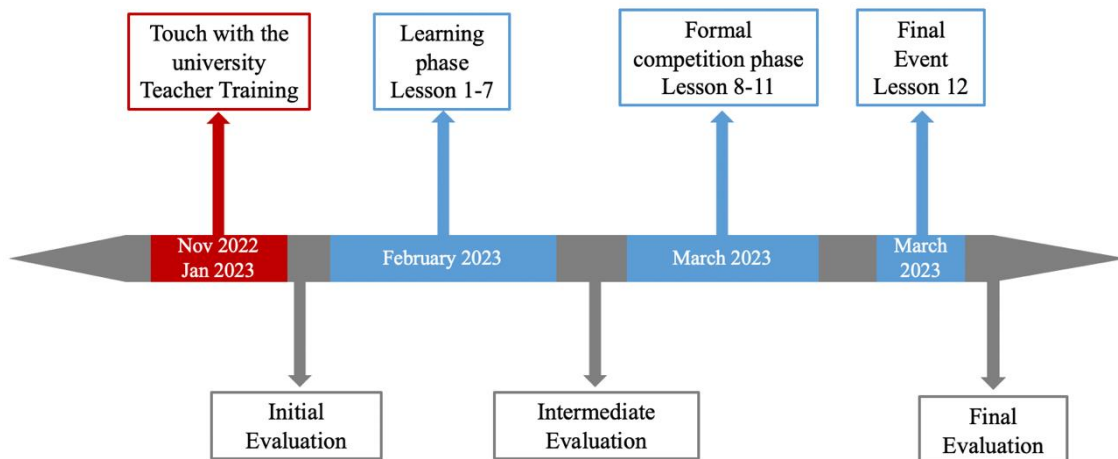 Touch with the
university
Teacher Training
Learning
phase
Lesson 1-7
Formal
competition phase
Lesson 8-11
Final
Event
Lesson 12
Nov 2022
Jan 2023
February 2023
March 2023
March
2023
Initial
Evaluation
Intermediate
Evaluation
Final
Evaluation